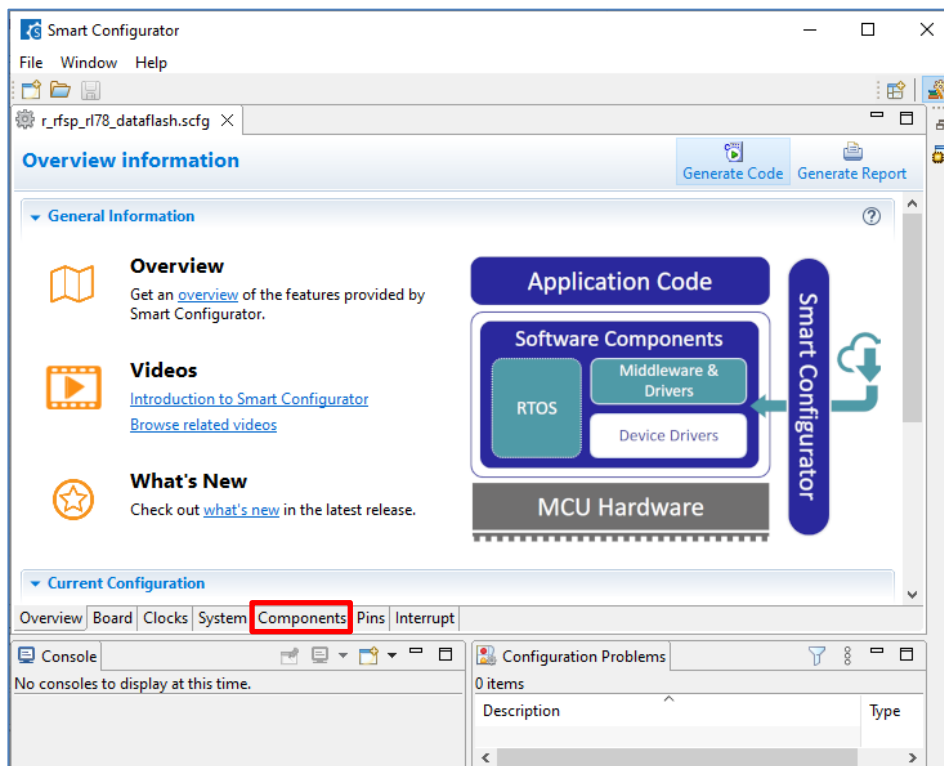 Smart Configurator
File Window Help
r_rfsp_rl78_dataflash.scfg
Overview information
Generate Code Generate Report
General Information
Overview
Get an overview of the features provided by
Smart Configurator.
Videos
Introduction to Smart Configurator
Browse related videos
What's New
Check out what's new in the latest release.
Application Code
Software Components
RTOS
Middleware &
Drivers
Device Drivers
MCU Hardware
Smart Configurator
Current Configuration
Overview Board Clocks System Components Pins Interrupt
Console
No consoles to display at this time.
Configuration Problems
0 items
Description Type